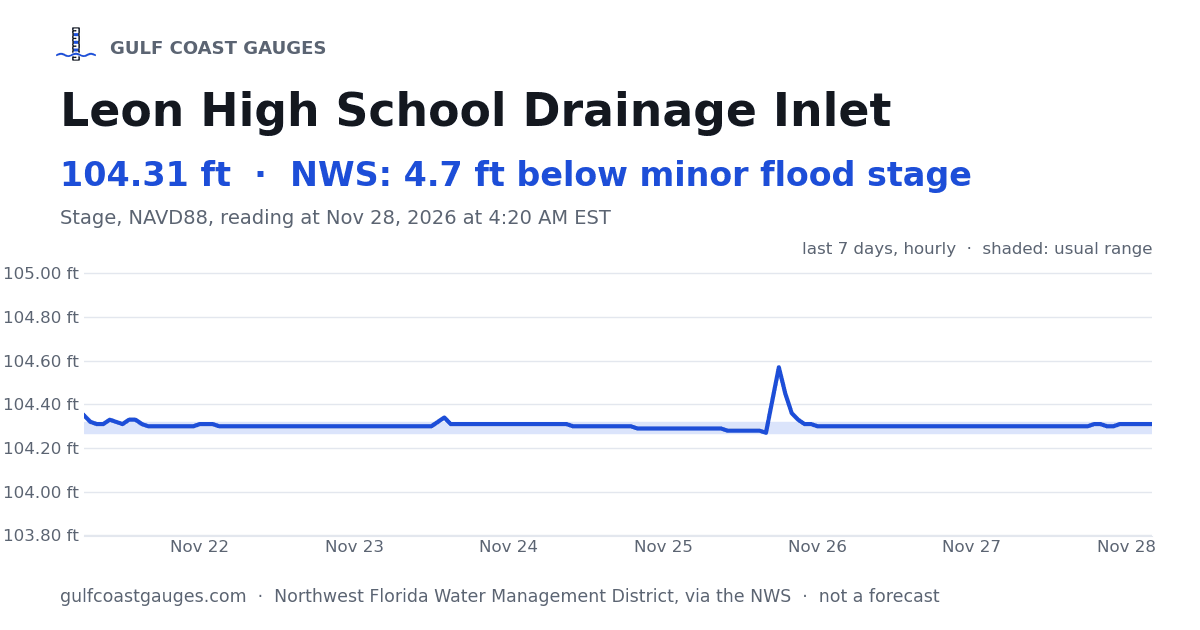 GULF COAST GAUGES
Leon High School Drainage Inlet
104.31 ft · NWS: 4.7 ft below minor flood stage
Stage, NAVD88, reading at Nov 28, 2026 at 4:20 AM EST
last 7 days, hourly · shaded: usual range
105.00 ft
104.80 ft
104.60 ft
104.40 ft
104.20 ft
104.00 ft
103.80 ft
Nov 22 Nov 23 Nov 24 Nov 25 Nov 26 Nov 27 Nov 28
gulfcoastgauges.com · Northwest Florida Water Management District, via the NWS · not a forecast